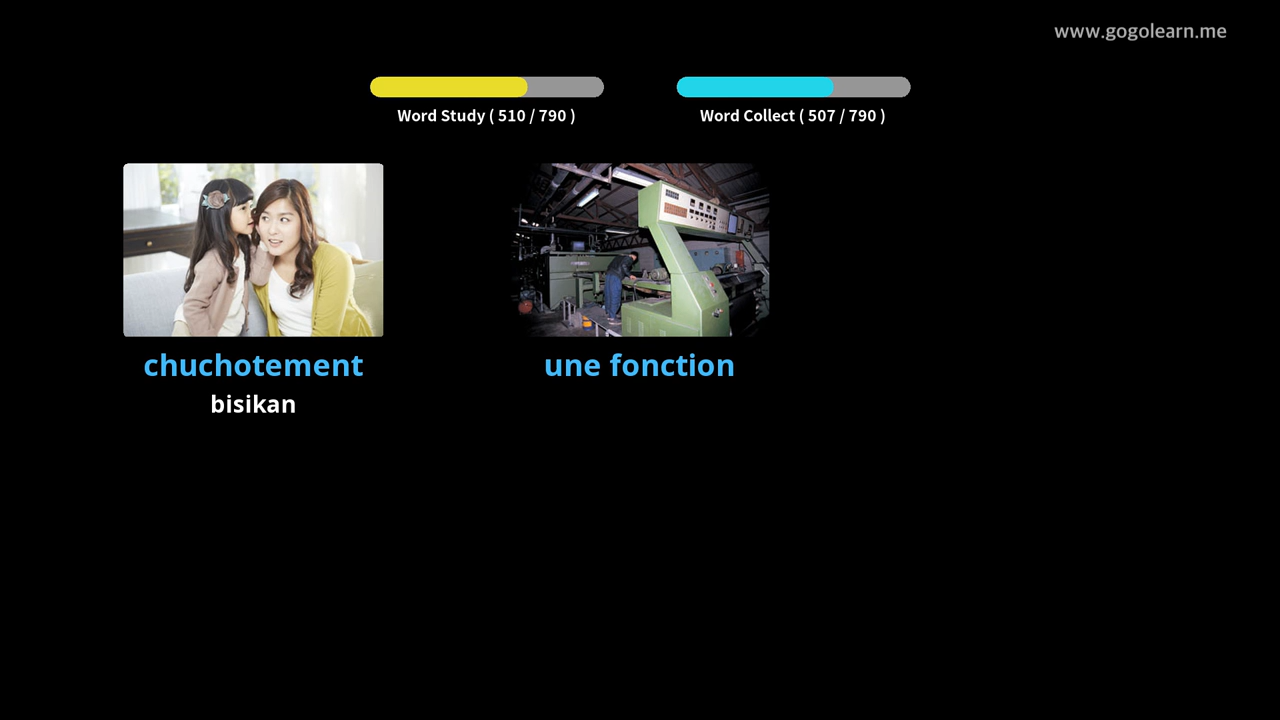 www.gogolearn.me
Word Study ( 510 / 790 )
Word Collect ( 507 / 790 )
chuchotement
bisikan
une fonction